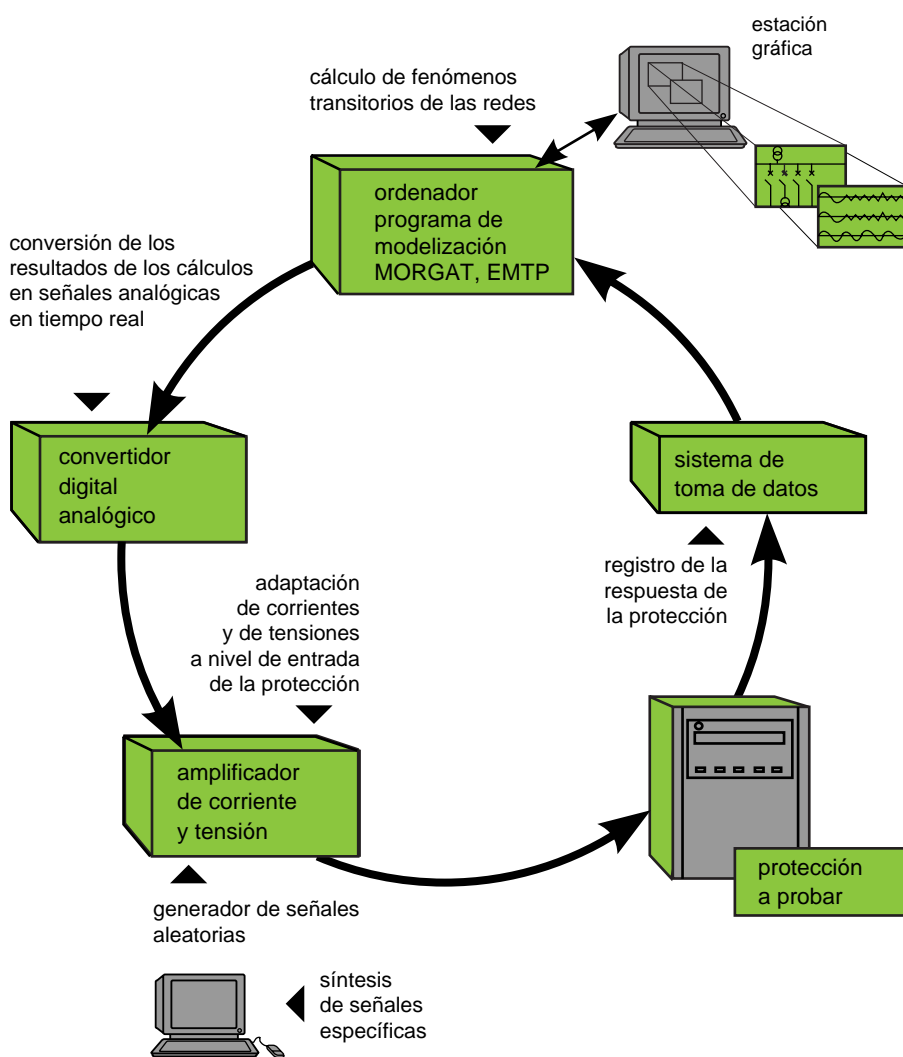 estación
gráfica
cálculo de fenómenos
transitorios de las redes
ordenador
programa de
modelización
MORGAT, EMTP
conversión de los
resultados de los cálculos
en señales analógicas
en tiempo real
convertidor
digital
analógico
sistema de
toma de datos
registro de la
respuesta de
la protección
adaptación
de corrientes
y de tensiones
a nivel de entrada
de la protección
amplificador
de corriente
y tensión
protección
a probar
generador de señales
aleatorias
síntesis
de señales
específicas